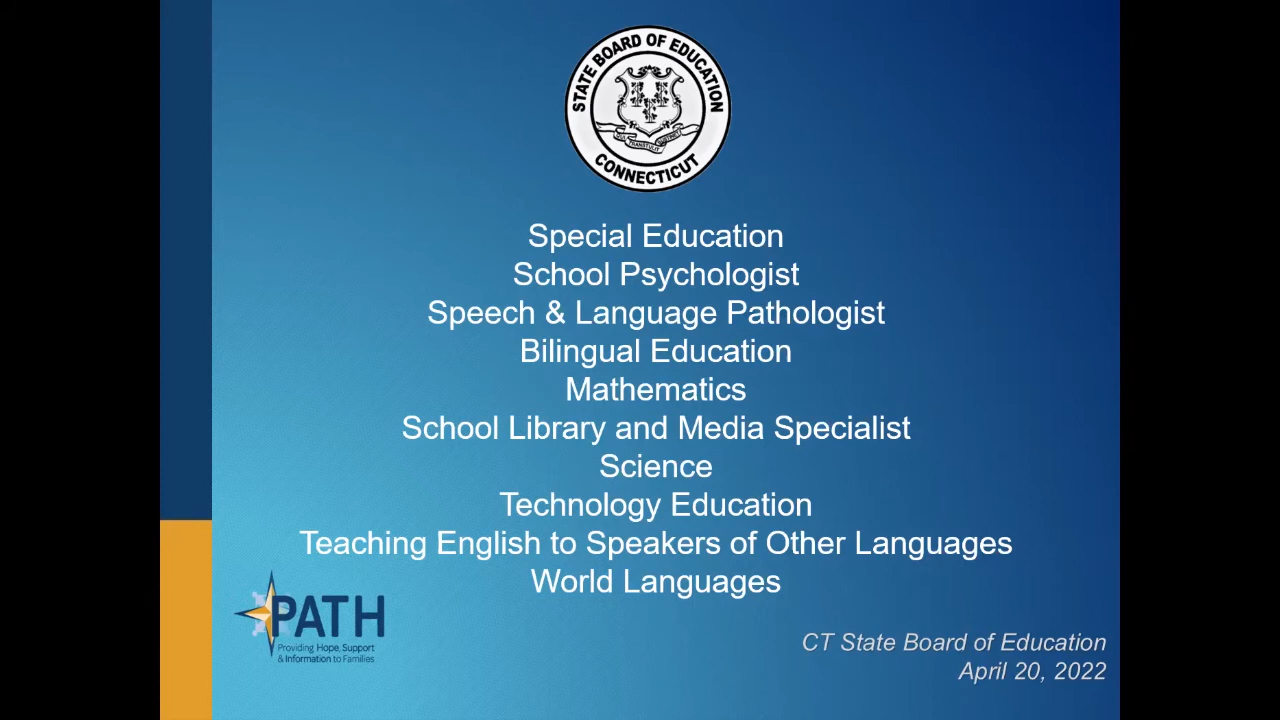 STATE BOARD OF EDUCATION
CONNECTICUT
Special Education
School Psychologist
Speech & Language Pathologist
Bilingual Education
Mathematics
School Library and Media Specialist
Science
Technology Education
Teaching English to Speakers of Other Languages
World Languages
PATH
Providing Hope, Support
& Information to Families
CT State Board of Education
April 20, 2022